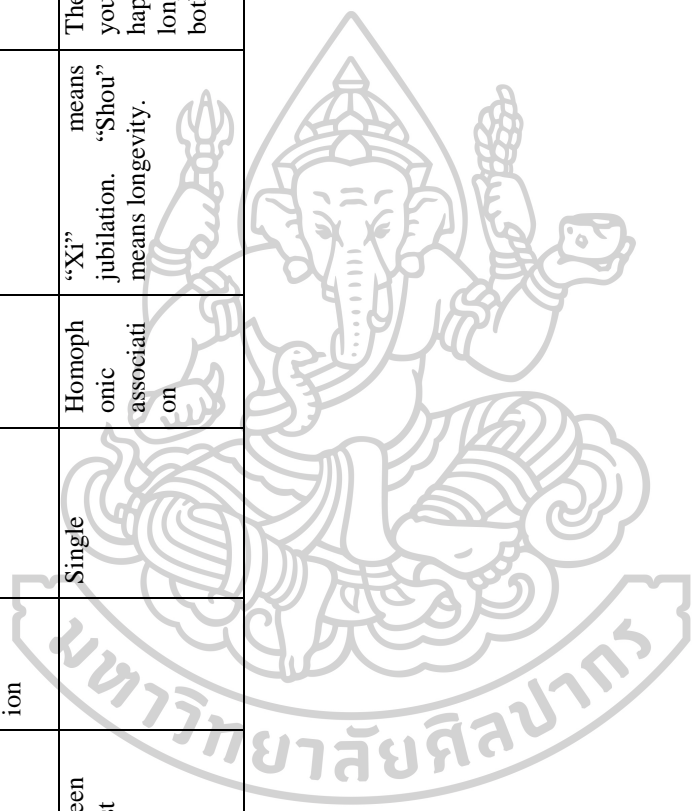 ion
een
st
Single
Homoph
onic
associati
on
“Xi” means
jubilation. “Shou”
means longevity.
The
you
hap
lon
bot
มหาวิทยาลัยศิลปากร